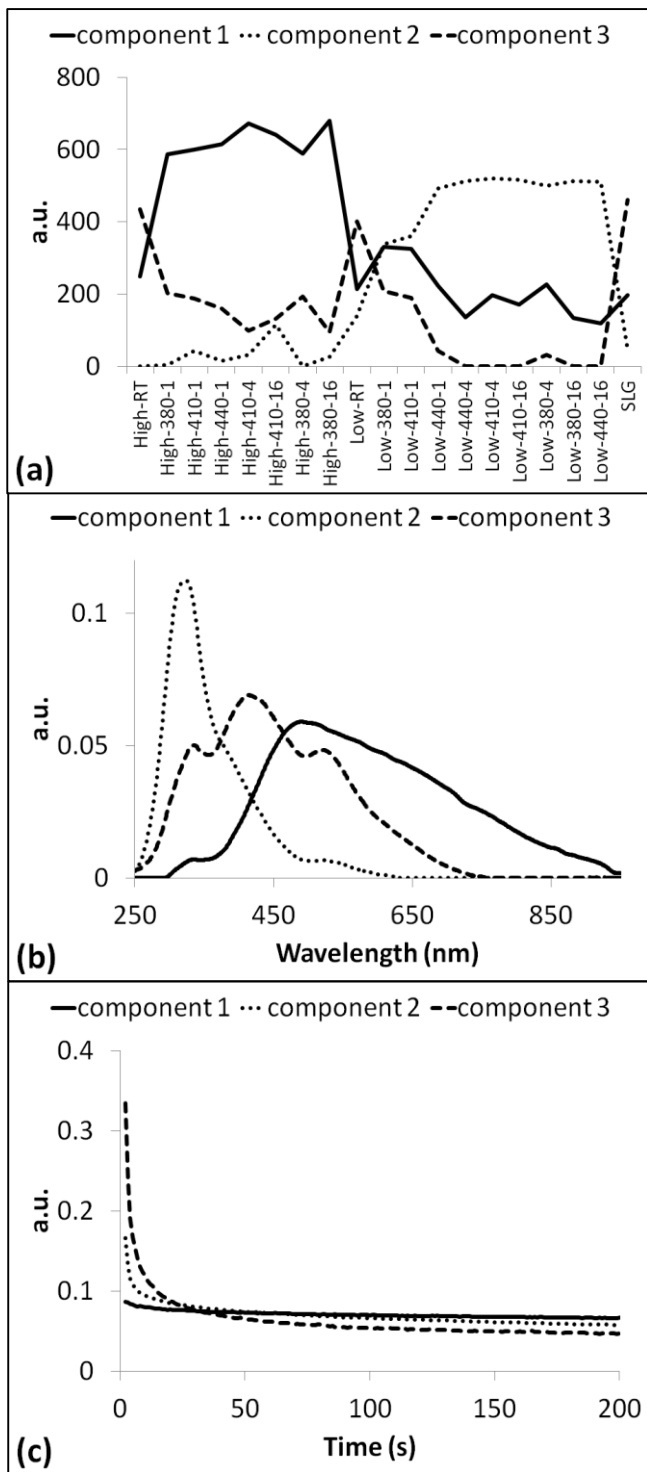 component 1 component 2 component 3
800
600
400
200
0
a.u.
High-RT
High-380-1
High-410-1
High-440-1
High-410-4
High-410-16
High-380-4
High-380-16
Low-RT
Low-380-1
Low-410-1
Low-440-1
Low-440-4
Low-410-4
Low-410-16
Low-380-4
Low-380-16
Low-440-16
SLG
(a)
component 1 component 2 component 3
0.1
0.05
0
a.u.
250 450 650 850
Wavelength (nm)
(b)
component 1 component 2 component 3
0.4
0.3
0.2
0.1
0
a.u.
0 50 100 150 200
Time (s)
(c)